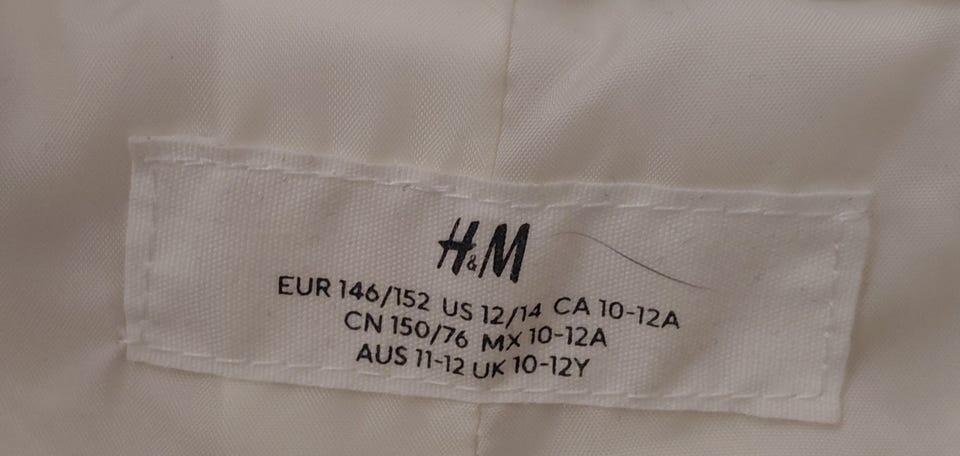 H&M
EUR 146/152 US 12/14 CA 10-12A
CN 150/76 MX 10-12A
AUS 11-12 UK 10-12Y